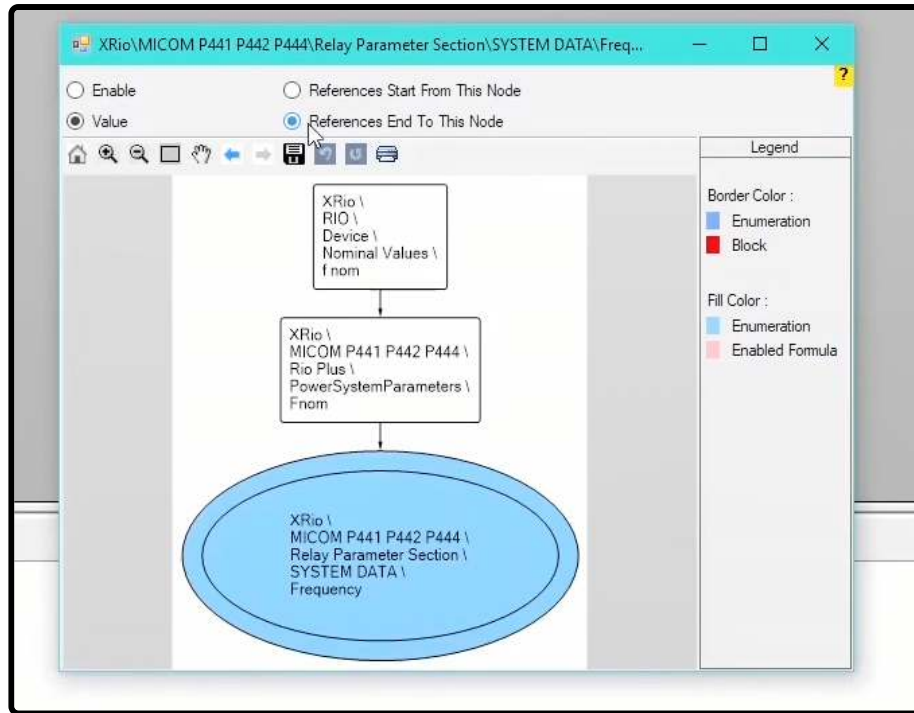 XRio\MICOM P441 P442 P444\Relay Parameter Section\SYSTEM DATA\Freq...
?
Enable
References Start From This Node
Value
References End To This Node
Legend
Border Color :
Enumeration
Block
Fill Color :
Enumeration
Enabled Formula
XRio \
RIO \
Device \
Nominal Values \
f nom
XRio \
MICOM P441 P442 P444 \
Rio Plus \
PowerSystemParameters \
Fnom
XRio \
MICOM P441 P442 P444 \
Relay Parameter Section \
SYSTEM DATA \
Frequency